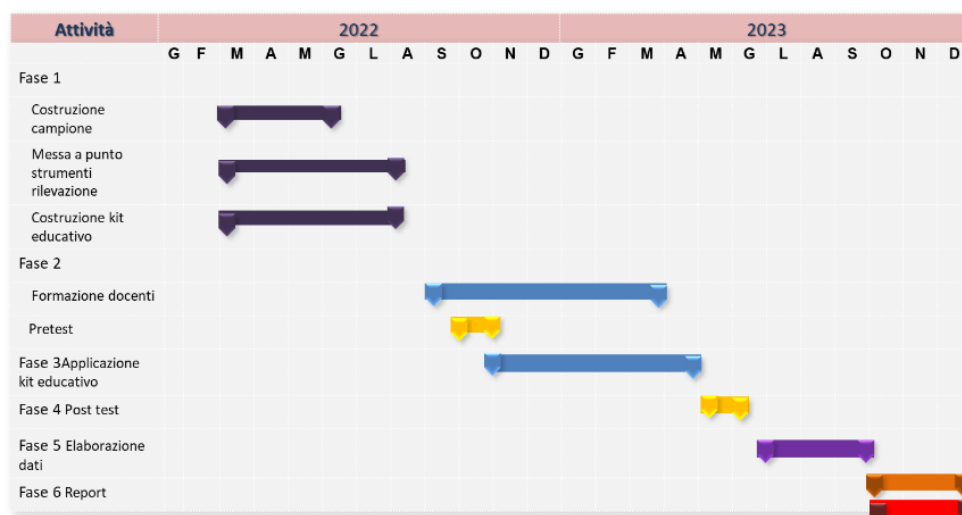 Attività 2022 2023
G F M A M G L A S O N D G F M A M G L A S O N D
Fase 1
Costruzione
campione
Messa a punto
strumenti
rilevazione
Costruzione kit
educativo
Fase 2
Formazione docenti
Pretest
Fase 3Applicazione
kit educativo
Fase 4 Post test
Fase 5 Elaborazione
dati
Fase 6 Report